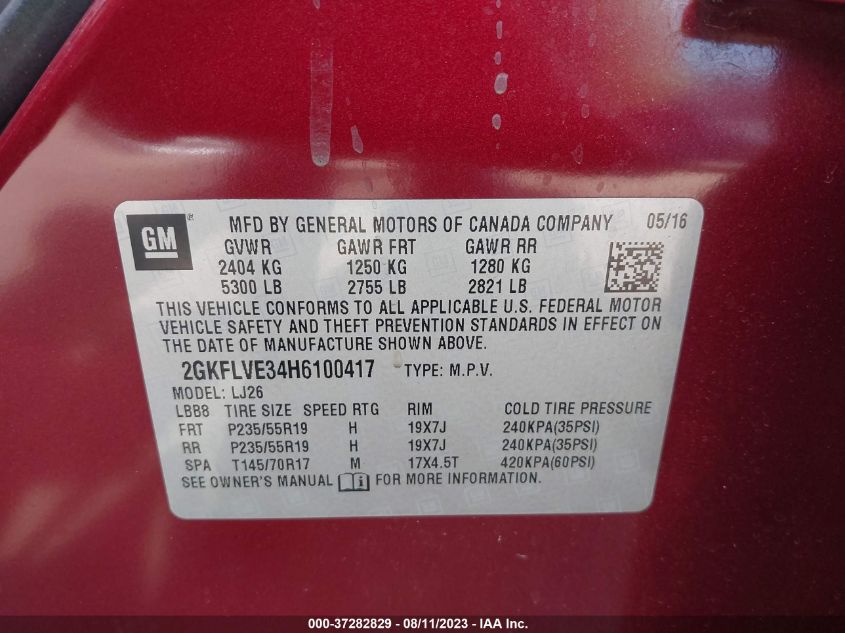 GM ® MFD BY GENERAL MOTORS OF CANADA COMPANY 05/16
GVWR GAWR FRT GAWR RR
2404 KG 1250 KG 1280 KG
5300 LB 2755 LB 2821 LB
THIS VEHICLE CONFORMS TO ALL APPLICABLE U.S. FEDERAL MOTOR
VEHICLE SAFETY AND THEFT PREVENTION STANDARDS IN EFFECT ON
THE DATE OF MANUFACTURE SHOWN ABOVE.
2GKFLVE34H6100417 TYPE: M.P.V.
MODEL: LJ26
LBB8 TIRE SIZE SPEED RTG RIM COLD TIRE PRESSURE
FRT P235/55R19 H 19X7J 240KPA(35PSI)
RR P235/55R19 H 19X7J 240KPA(35PSI)
SPA T145/70R17 M 17X4.5T 420KPA(60PSI)
SEE OWNER'S MANUAL FOR MORE INFORMATION.
000-37282829 - 08/11/2023 - IAA Inc.